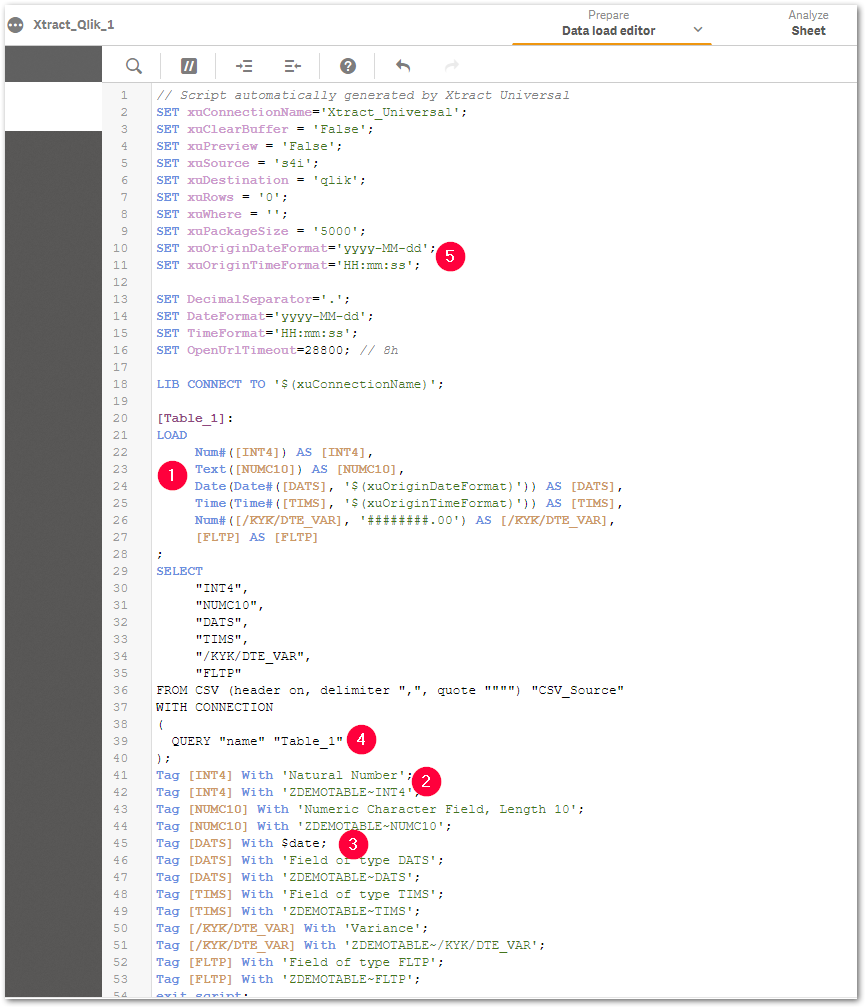 Xtract_Qlik_1
Prepare
Data load editor
Analyze
Sheet
1 // Script automatically generated by Xtract Universal
2 SET xuConnectionName='Xtract_Universal';
3 SET xuClearBuffer = 'False';
4 SET xuPreview = 'False';
5 SET xuSource = 's4i';
6 SET xuDestination = 'qlik';
7 SET xuRows = '0';
8 SET xuWhere = '';
9 SET xuPackageSize = '5000';
10 SET xuOriginDateFormat='yyyy-MM-dd';
5
11 SET xuOriginTimeFormat='HH:mm:ss';
12
13 SET DecimalSeparator='.';
14 SET DateFormat='yyyy-MM-dd';
15 SET TimeFormat='HH:mm:ss';
16 SET OpenUrlTimeout=28800; // 8h
17
18 LIB CONNECT TO '$(xuConnectionName)';
19
20 [Table_1]:
21 LOAD
22 Num#([INT4]) AS [INT4],
23 Text([NUMC10]) AS [NUMC10],
1
24 Date(Date#([DATS], '$(xuOriginDateFormat)')) AS [DATS],
25 Time(Time#([TIMS], '$(xuOriginTimeFormat)')) AS [TIMS],
26 Num#([/KYK/DTE_VAR], '########.00') AS [/KYK/DTE_VAR],
27 [FLTP] AS [FLTP]
28 ;
29 SELECT
30 "INT4",
31 "NUMC10",
32 "DATS",
33 "TIMS",
34 "/KYK/DTE_VAR",
35 "FLTP"
36 FROM CSV (header on, delimiter ",", quote """") "CSV_Source"
37 WITH CONNECTION
38 (
39 QUERY "name" "Table_1" 4
40 );
41 Tag [INT4] With 'Natural Number';
2
42 Tag [INT4] With 'ZDEMOTABLE~INT4';
43 Tag [NUMC10] With 'Numeric Character Field, Length 10';
44 Tag [NUMC10] With 'ZDEMOTABLE~NUMC10';
45 Tag [DATS] With $date; 3
46 Tag [DATS] With 'Field of type DATS';
47 Tag [DATS] With 'ZDEMOTABLE~DATS';
48 Tag [TIMS] With 'Field of type TIMS';
49 Tag [TIMS] With 'ZDEMOTABLE~TIMS';
50 Tag [/KYK/DTE_VAR] With 'Variance';
51 Tag [/KYK/DTE_VAR] With 'ZDEMOTABLE~/KYK/DTE_VAR';
52 Tag [FLTP] With 'Field of type FLTP';
53 Tag [FLTP] With 'ZDEMOTABLE~FLTP';
54 exit script;